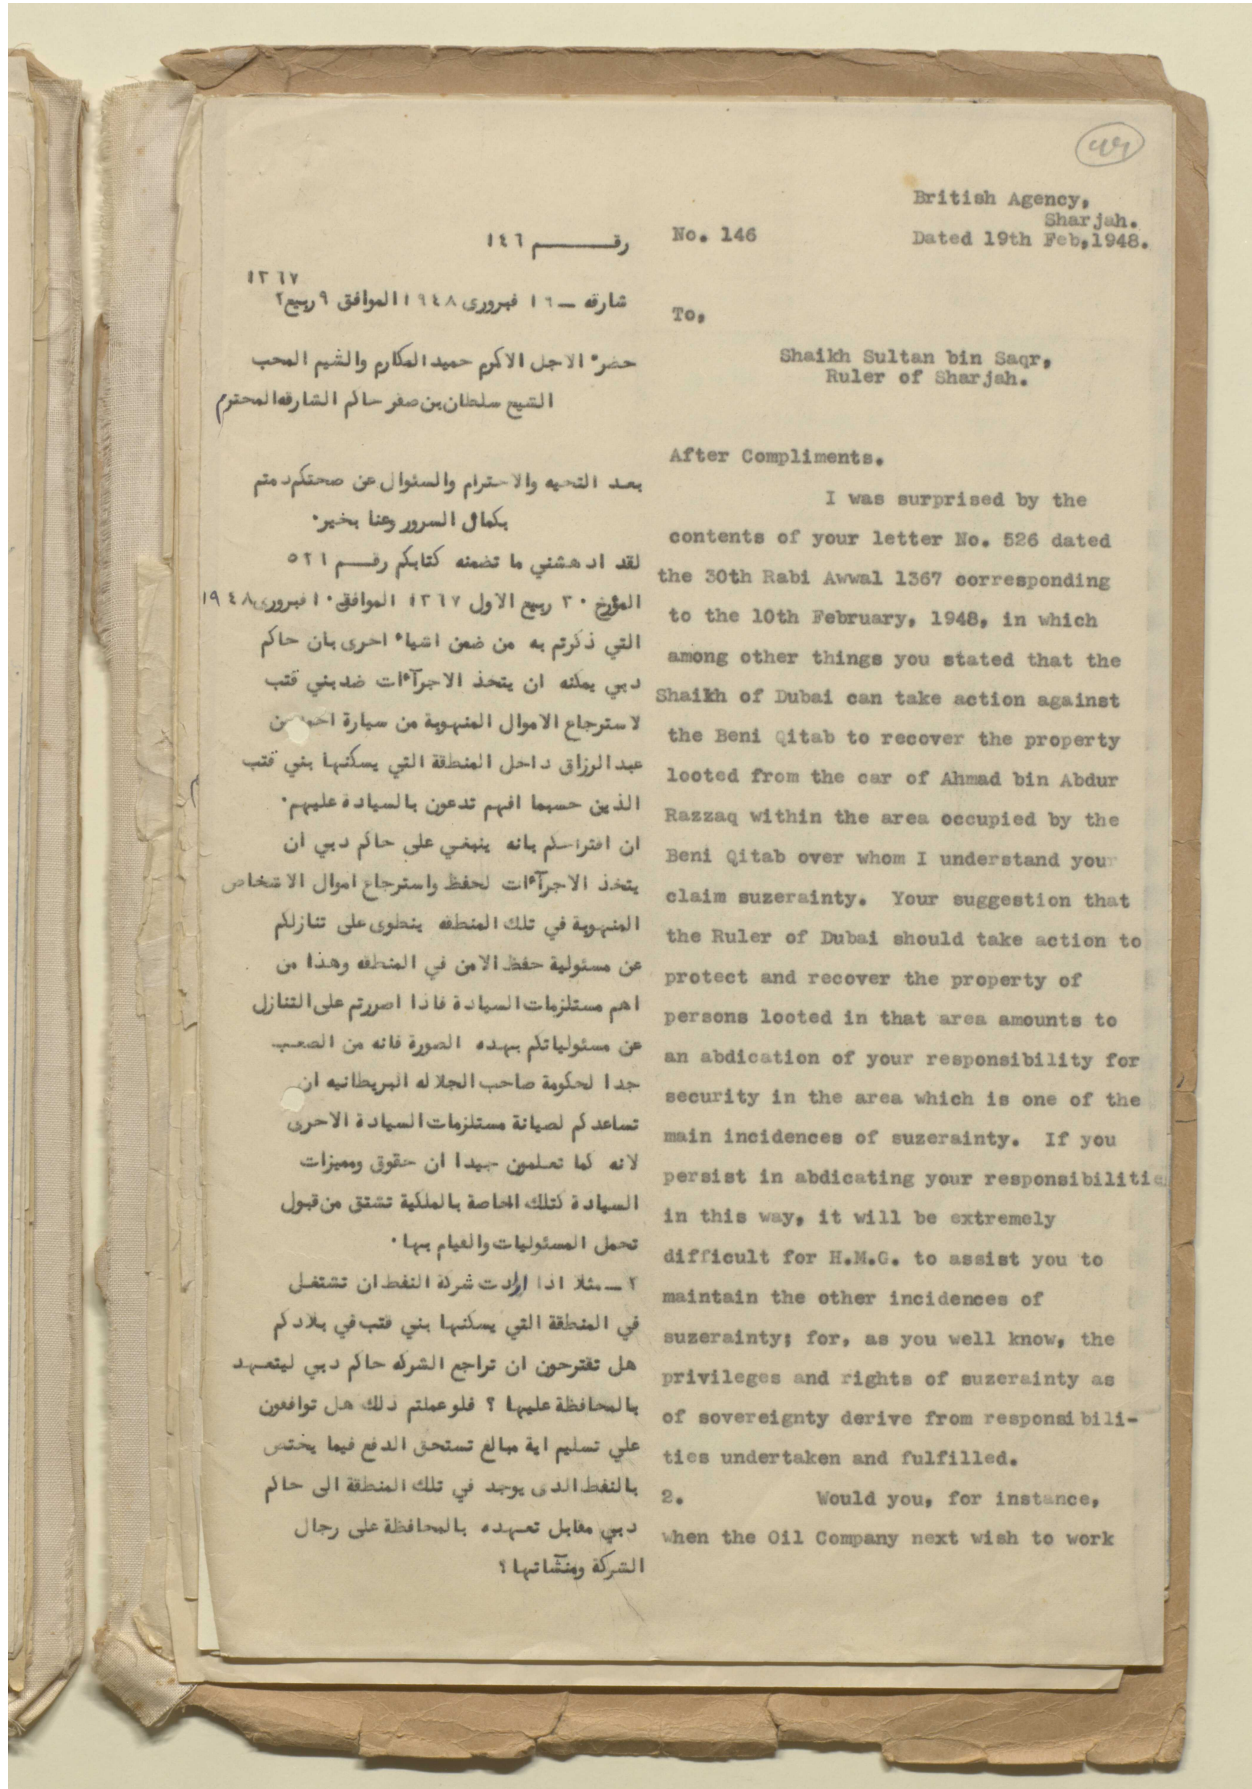 British Agency,
Sharjah.
No. 146
Dated 19th Feb,1948.
To,
Shaikh Sultan bin Saqr,
Ruler of Sharjah.
After Compliments.
I was surprised by the
contents of your letter No. 526 dated
the 30th Rabi Awwal 1367 corresponding
to the 10th February, 1948, in which
among other things you stated that the
Shaikh of Dubai can take action against
the Beni Qitab to recover the property
looted from the car of Ahmad bin Abdur
Razzaq within the area occupied by the
Beni Qitab over whom I understand your
claim suzerainty. Your suggestion that
the Ruler of Dubai should take action to
protect and recover the property of
persons looted in that area amounts to
an abdication of your responsibility for
security in the area which is one of the
main incidences of suzerainty. If you
persist in abdicating your responsibilitie
in this way, it will be extremely
difficult for H.M.G. to assist you to
maintain the other incidences of
suzerainty; for, as you well know, the
privileges and rights of suzerainty as
of sovereignty derive from responsibili-
ties undertaken and fulfilled.
2. Would you, for instance,
when the Oil Company next wish to work
رقـــــــم ١٤٦
١٣٦٧
شارقه ــ ١٦ فبروری ١٩٤٨ الموافق ٩ ربيع٢
حضرة الاجل الاكرم حميد المكارم والشيم المحب
الشيخ سلطان بن صقر حاكم الشارقه المحترم
بعد التحيه والاحترام والسئوال عن صحتكم دمتم
بكمال السرور وعنا بخير.
لقد ادهشني ما تضمنه كتابكم رقــــم ٥٢٦
المؤرخ ٣٠ ربيع الاول ١٣٦٧ الموافق ١٠ فبروری ١٩٤٨
التي ذكرتم به من ضمن اشياء اخرى بان حاكم
دبي يمكنه ان يتخذ الاجرآءات ضد بني قتب
لاسترجاع الاموال المنهوبة من سيارة احمد بن
عبد الرزاق داخل المنطقة التي يسكنها بني قتب
الذين حسبما افهم تدعون بالسيادة عليهم.
ان افتراسكم بانه ينبغي على حاكم دبي ان
يتخذ الاجرآءات لحفظ واسترجاع اموال الاشخاص
المنهوبة في تلك المنطقه ينطوى على تنازلكم
عن مسئولية حفظ الامن في المنطقه وهذا من
اهم مستلزمات السيادة فاذا اصررتم على التنازل
عن مسئولياتكم بهذه الصورة فانه من الصعب
جدا لحكومة صاحب الجلاله البريطانيه ان
تساعدكم لصيانة مستلزمات السيادة الاخرى
لانه كما تعلمون جيدا ان حقوق ومميزات
السيادة كتلك الخاصة بالملكية تشتق من قبول
تحمل المسئوليات والقيام بها.
٢ ــ مثلا اذا ارادت شركة النفط ان تشتغل
في المنطقة التي يسكنها بني قتب في بلادكم
هل تقترحون ان تراجع الشركه حاكم دبي ليتعهد
بالمحافظة عليها ؟ فلو عملتم ذلك هل توافقون
علي تسليم اية مبالغ تستحق الدفع فيما يختص
بالنفط الذى يوجد في تلك المنطقة الى حاكم
دبي مقابل تعهده بالمحافظة على رجال
الشركة ومنشآتها ؟